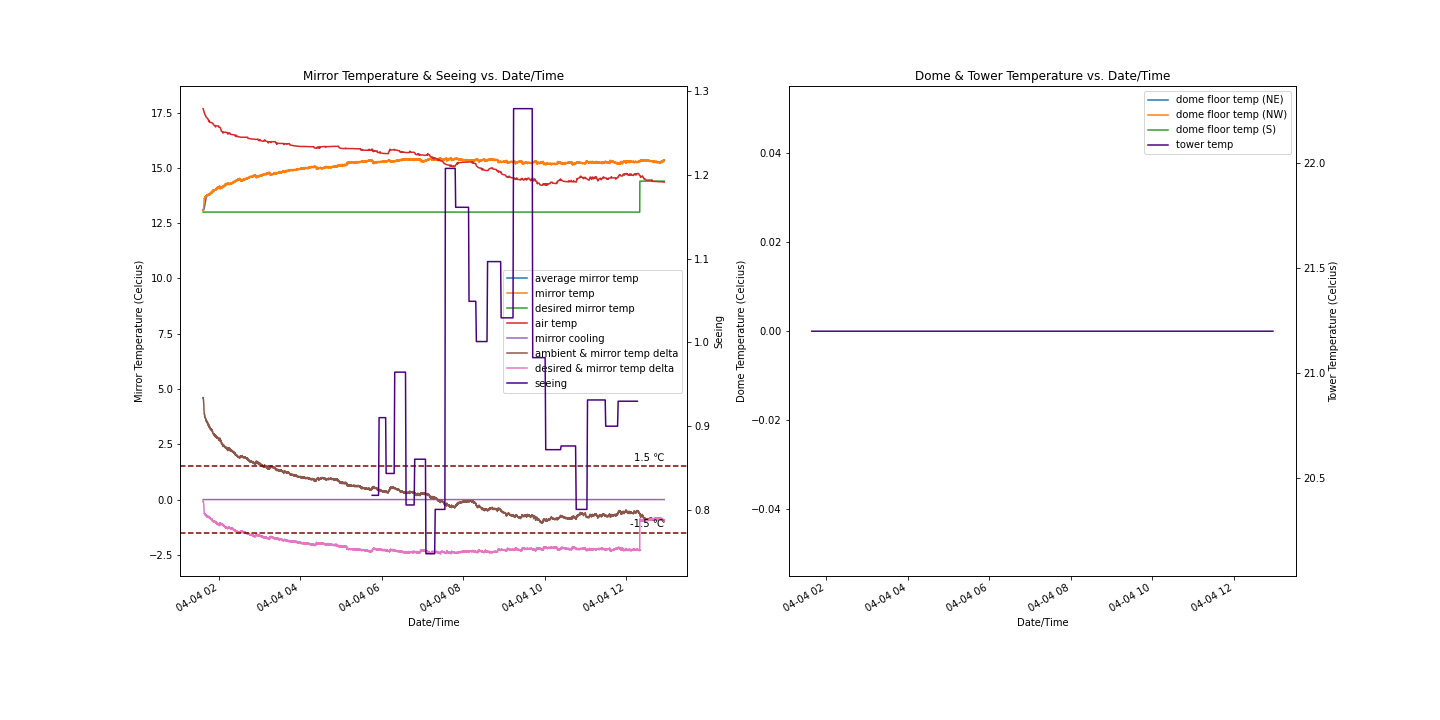 Mirror Temperature & Seeing vs. Date/Time
17.5
15.0
12.5
10.0
7.5
5.0
2.5
0.0
−2.5
Mirror Temperature (Celcius)
1.3
1.2
1.1
1.0
0.9
0.8
Seeing
average mirror temp
mirror temp
desired mirror temp
air temp
mirror cooling
ambient & mirror temp delta
desired & mirror temp delta
seeing
1.5 °C
-1.5 °C
04-04 02
04-04 04
04-04 06
04-04 08
04-04 10
04-04 12
Date/Time
Dome & Tower Temperature vs. Date/Time
0.04
0.02
0.00
−0.02
−0.04
Dome Temperature (Celcius)
dome floor temp (NE)
dome floor temp (NW)
dome floor temp (S)
tower temp
22.0
21.5
21.0
20.5
Tower Temperature (Celcius)
04-04 02
04-04 04
04-04 06
04-04 08
04-04 10
04-04 12
Date/Time